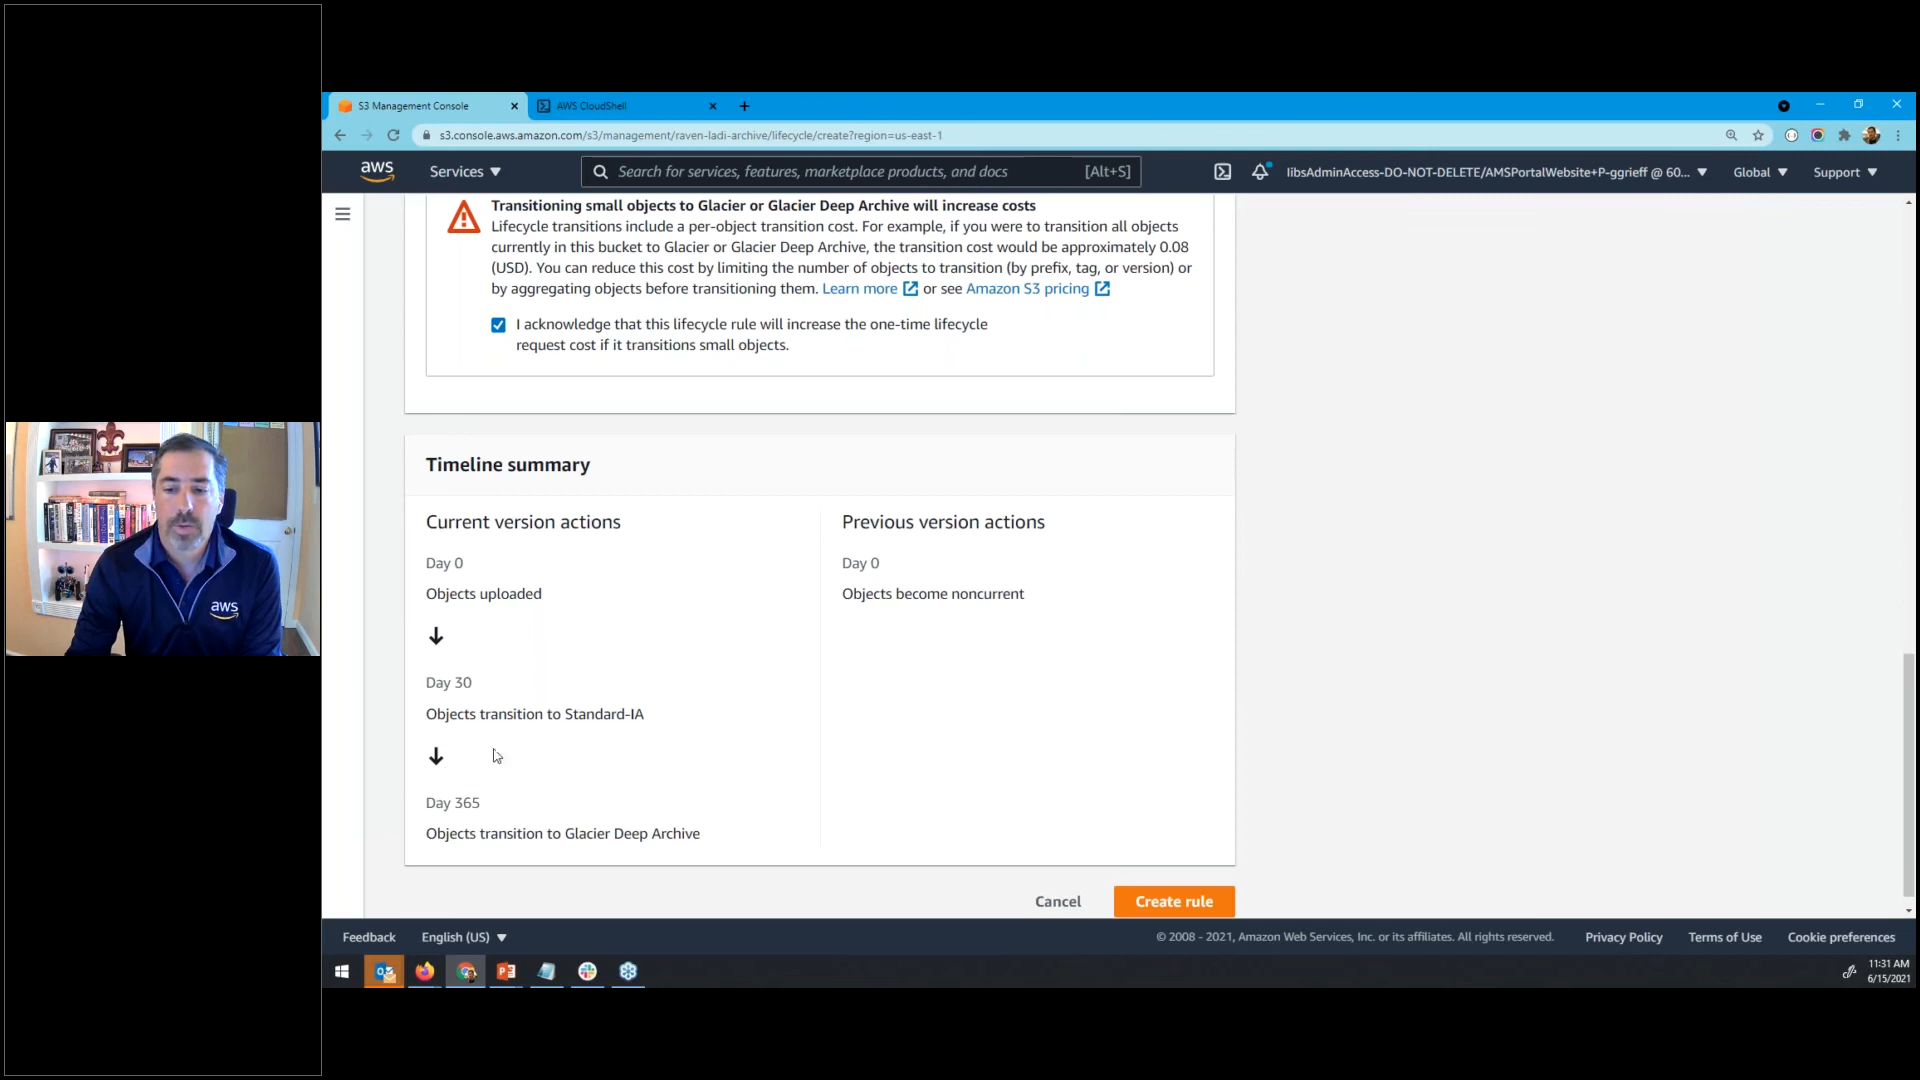 S3 Management Console
AWS CloudShell
s3.console.aws.amazon.com/s3/management/raven-ladi-archive/lifecycle/create?region=us-east-1
aws
Services
Search for services, features, marketplace products, and docs
[Alt+S]
libsAdminAccess-DO-NOT-DELETE/AMSPortalWebsite+P-ggrieff @ 60...
Global
Support
Transitioning small objects to Glacier or Glacier Deep Archive will increase costs
Lifecycle transitions include a per-object transition cost. For example, if you were to transition all objects
currently in this bucket to Glacier or Glacier Deep Archive, the transition cost would be approximately 0.08
(USD). You can reduce this cost by limiting the number of objects to transition (by prefix, tag, or version) or
by aggregating objects before transitioning them. Learn more or see Amazon S3 pricing
I acknowledge that this lifecycle rule will increase the one-time lifecycle
request cost if it transitions small objects.
Timeline summary
Current version actions
Day 0
Objects uploaded
Day 30
Objects transition to Standard-IA
Day 365
Objects transition to Glacier Deep Archive
Previous version actions
Day 0
Objects become noncurrent
aws
Cancel
Create rule
Feedback
English (US)
© 2008 - 2021, Amazon Web Services, Inc. or its affiliates. All rights reserved.
Privacy Policy
Terms of Use
Cookie preferences
11:31 AM
6/15/2021